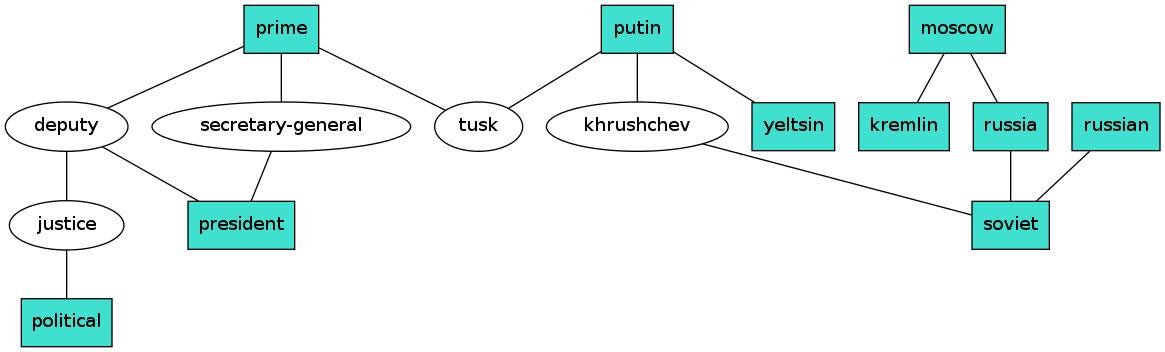 prime
putin
moscow
deputy
secretary-general
tusk
khrushchev
yeltsin
kremlin
russia
russian
justice
president
soviet
political